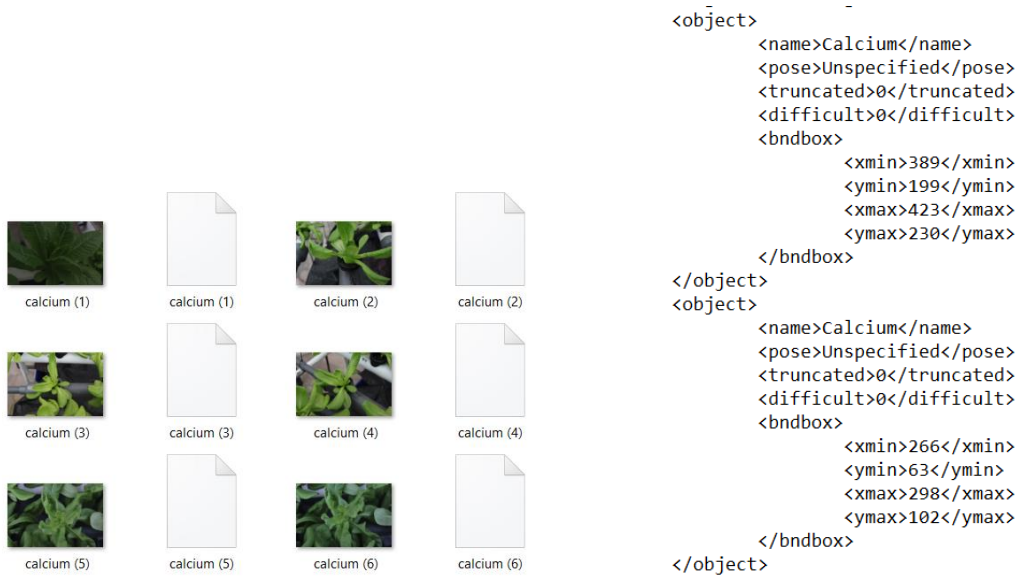 calcium (1)
calcium (1)
calcium (2)
calcium (2)
calcium (3)
calcium (3)
calcium (4)
calcium (4)
calcium (5)
calcium (5)
calcium (6)
calcium (6)
<object>
<name>Calcium</name>
<pose>Unspecified</pose>
<truncated>0</truncated>
<difficult>0</difficult>
<bndbox>
<xmin>389</xmin>
<ymin>199</ymin>
<xmax>423</xmax>
<ymax>230</ymax>
</bndbox>
</object>
<object>
<name>Calcium</name>
<pose>Unspecified</pose>
<truncated>0</truncated>
<difficult>0</difficult>
<bndbox>
<xmin>266</xmin>
<ymin>63</ymin>
<xmax>298</xmax>
<ymax>102</ymax>
</bndbox>
</object>